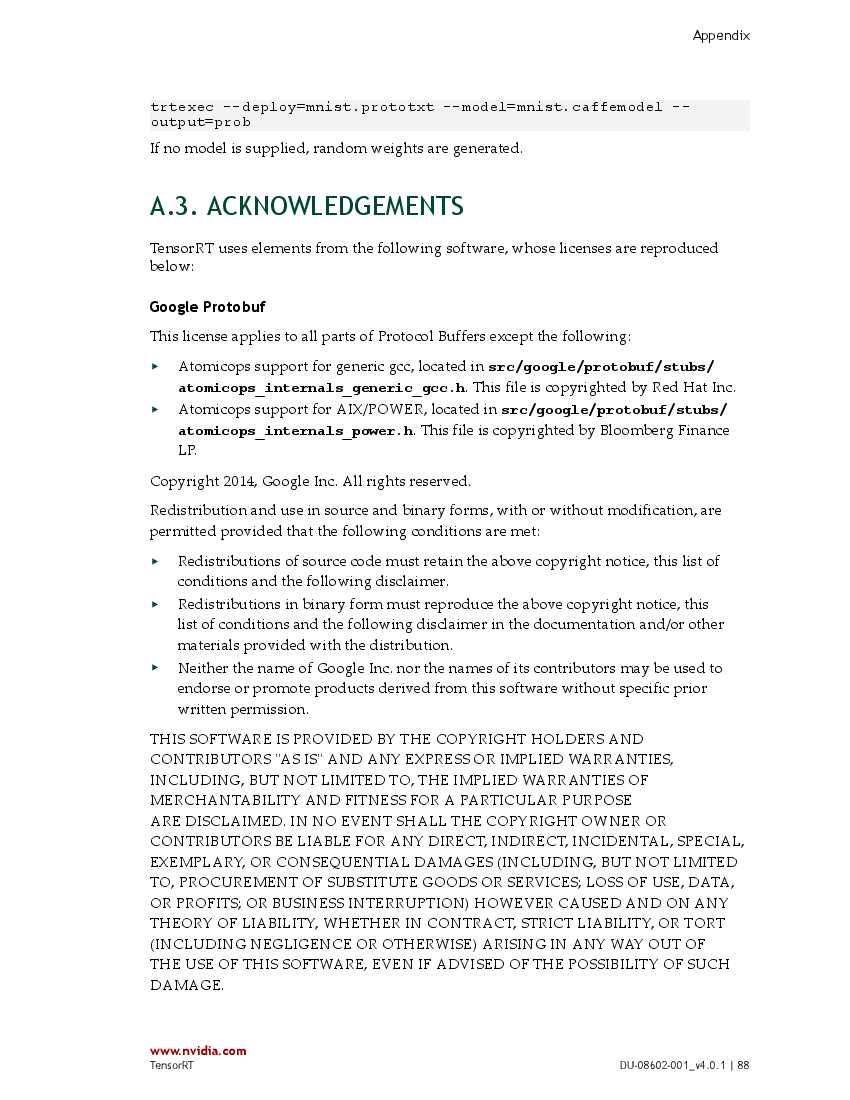 Appendix
trtexec --deploy=mnist.prototxt --model=mnist.caffemodel --
output=prob
If no model is supplied, random weights are generated.
A.3. ACKNOWLEDGEMENTS
TensorRT uses elements from the following software, whose licenses are reproduced
below:
Google Protobuf
This license applies to all parts of Protocol Buffers except the following:
‣ Atomicops support for generic gcc, located in src/google/protobuf/stubs/
atomicops_internals_generic_gcc.h. This file is copyrighted by Red Hat Inc.
‣ Atomicops support for AIX/POWER, located in src/google/protobuf/stubs/
atomicops_internals_power.h. This file is copyrighted by Bloomberg Finance
LP.
Copyright 2014, Google Inc. All rights reserved.
Redistribution and use in source and binary forms, with or without modification, are
permitted provided that the following conditions are met:
‣ Redistributions of source code must retain the above copyright notice, this list of
conditions and the following disclaimer.
‣ Redistributions in binary form must reproduce the above copyright notice, this
list of conditions and the following disclaimer in the documentation and/or other
materials provided with the distribution.
‣ Neither the name of Google Inc. nor the names of its contributors may be used to
endorse or promote products derived from this software without specific prior
written permission.
THIS SOFTWARE IS PROVIDED BY THE COPYRIGHT HOLDERS AND
CONTRIBUTORS "AS IS" AND ANY EXPRESS OR IMPLIED WARRANTIES,
INCLUDING, BUT NOT LIMITED TO, THE IMPLIED WARRANTIES OF
MERCHANTABILITY AND FITNESS FOR A PARTICULAR PURPOSE
ARE DISCLAIMED. IN NO EVENT SHALL THE COPYRIGHT OWNER OR
CONTRIBUTORS BE LIABLE FOR ANY DIRECT, INDIRECT, INCIDENTAL, SPECIAL,
EXEMPLARY, OR CONSEQUENTIAL DAMAGES (INCLUDING, BUT NOT LIMITED
TO, PROCUREMENT OF SUBSTITUTE GOODS OR SERVICES; LOSS OF USE, DATA,
OR PROFITS; OR BUSINESS INTERRUPTION) HOWEVER CAUSED AND ON ANY
THEORY OF LIABILITY, WHETHER IN CONTRACT, STRICT LIABILITY, OR TORT
(INCLUDING NEGLIGENCE OR OTHERWISE) ARISING IN ANY WAY OUT OF
THE USE OF THIS SOFTWARE, EVEN IF ADVISED OF THE POSSIBILITY OF SUCH
DAMAGE.
www.nvidia.com
TensorRT DU-08602-001_v4.0.1 | 88